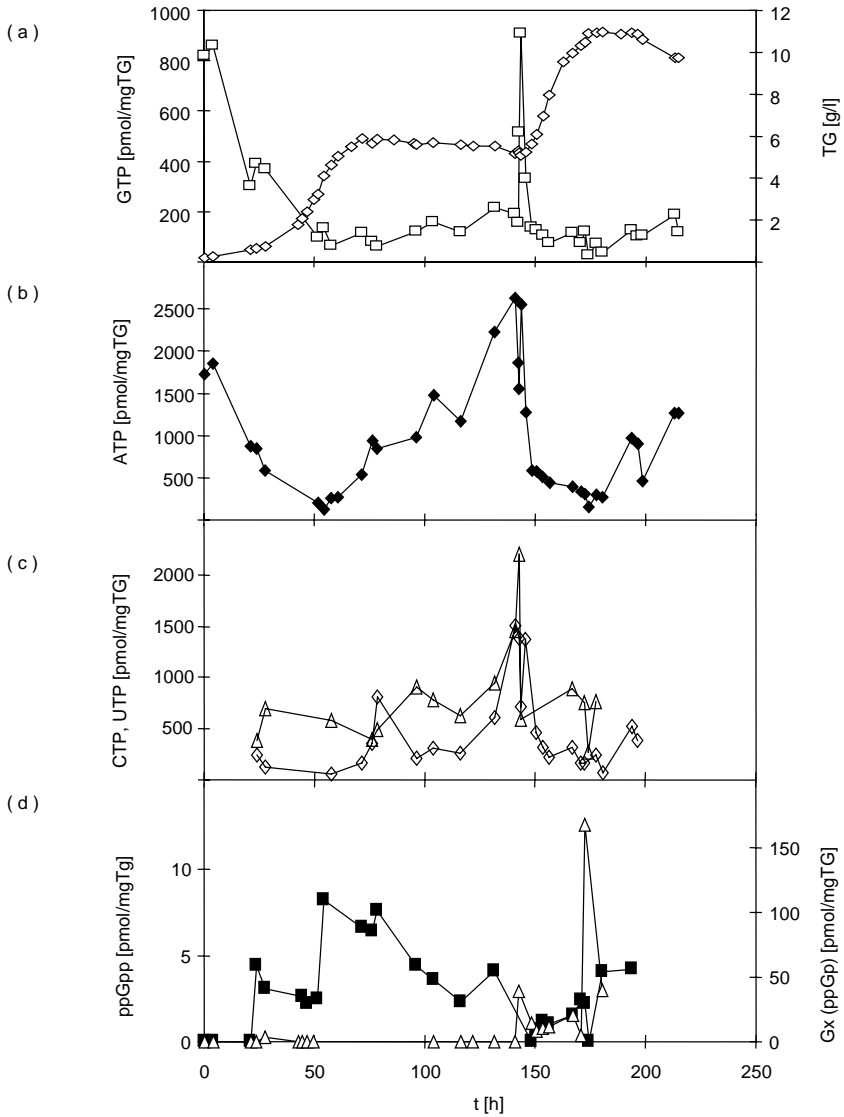 ( a )
1000
800
600
400
200
GTP [pmol/mgTG]
12
10
8
6
4
2
TG [g/l]
( b )
2500
2000
1500
1000
500
ATP [pmol/mgTG]
( c )
2000
1500
1000
500
CTP, UTP [pmol/mgTG]
( d )
10
5
0
ppGpp [pmol/mgTg]
150
100
50
0
Gx (ppGp) [pmol/mgTG]
0 50 100 150 200 250
t [h]